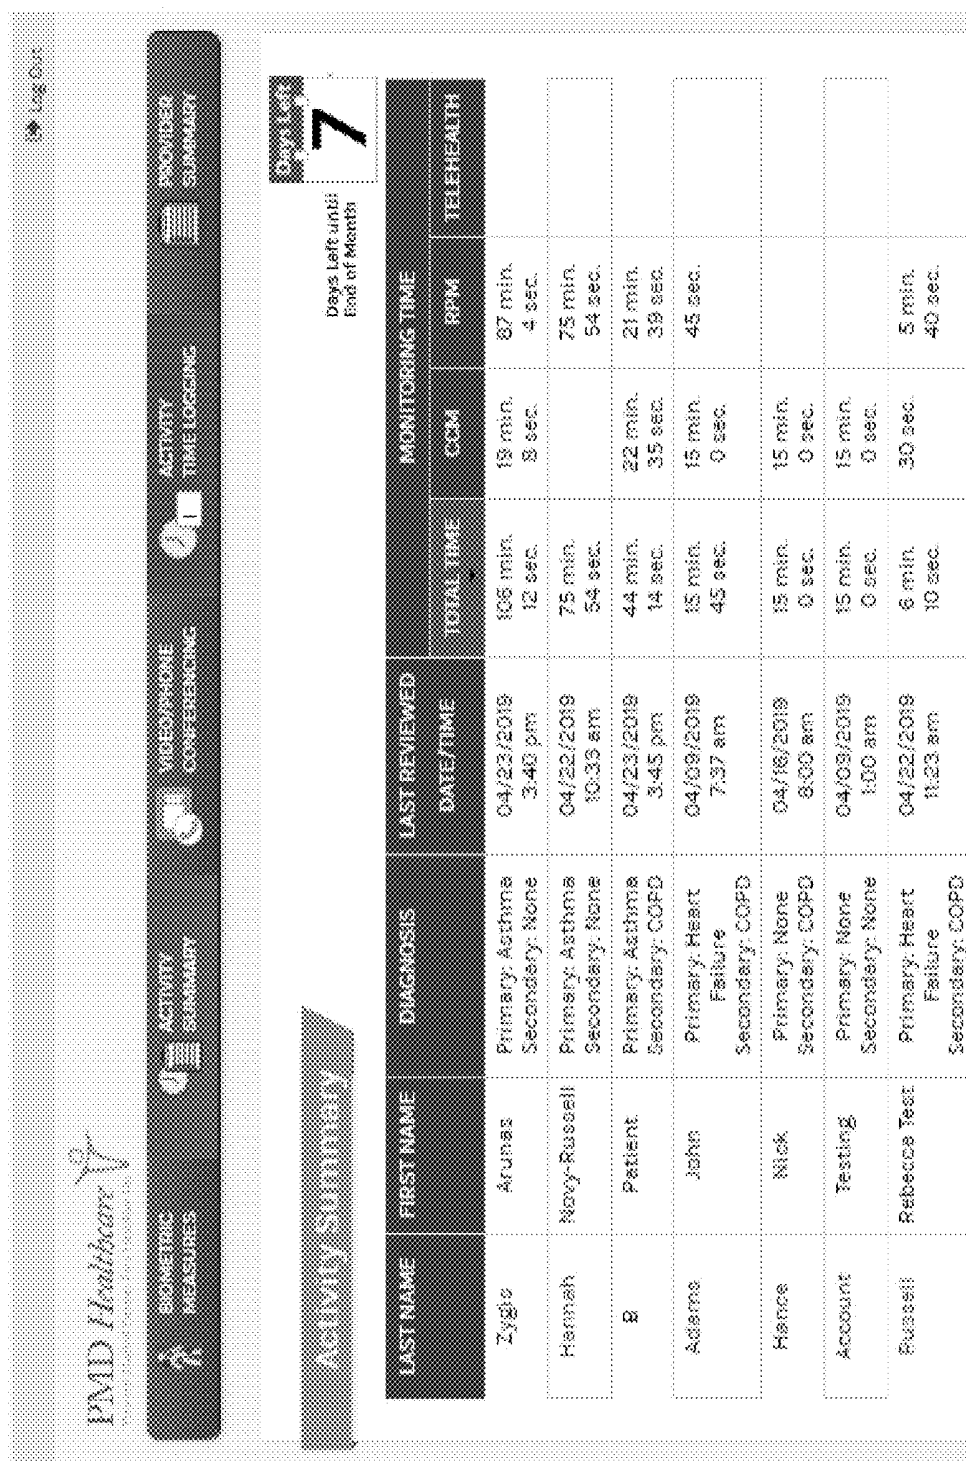 Log Out
PMD Healthcare
BIOMETRIC
MEASURES
ACTIVITY
SUMMARY
VIDEO/PHONE
CONFERENCING
ACTIVITY
TIME LOGGING
PROVIDER
SUMMARY
Activity Summary
Days Left until
End of Month
Days Left
7
LAST NAME FIRST NAME DIAGNOSIS LAST REVIEWED MONITORING TIME
DATE/TIME TOTAL TIME CCM RPM TELEHEALTH
Zygis Arunas Primary: Asthma 04/23/2019 106 min. 19 min. 87 min.
Secondary: None 3:40 pm 12 sec. 8 sec. 4 sec.
Hannah Navy-Russell Primary: Asthma 04/22/2019 75 min. 75 min.
Secondary: None 10:33 am 54 sec. 54 sec.
B Patient Primary: Asthma 04/23/2019 44 min. 22 min. 21 min.
Secondary: COPD 3:45 pm 14 sec. 35 sec. 39 sec.
Adams John Primary: Heart 04/09/2019 15 min. 15 min. 45 sec.
Failure 7:37 am 45 sec. 0 sec.
Secondary: COPD
Hance Nick Primary: None 04/16/2019 15 min. 15 min.
Secondary: COPD 8:00 am 0 sec. 0 sec.
Account Testing Primary: None 04/09/2019 15 min. 15 min.
Secondary: None 1:00 am 0 sec. 0 sec.
Russell Rebecca Test Primary: Heart 04/22/2019 6 min. 30 sec. 5 min.
Failure 11:23 am 10 sec. 40 sec.
Secondary: COPD